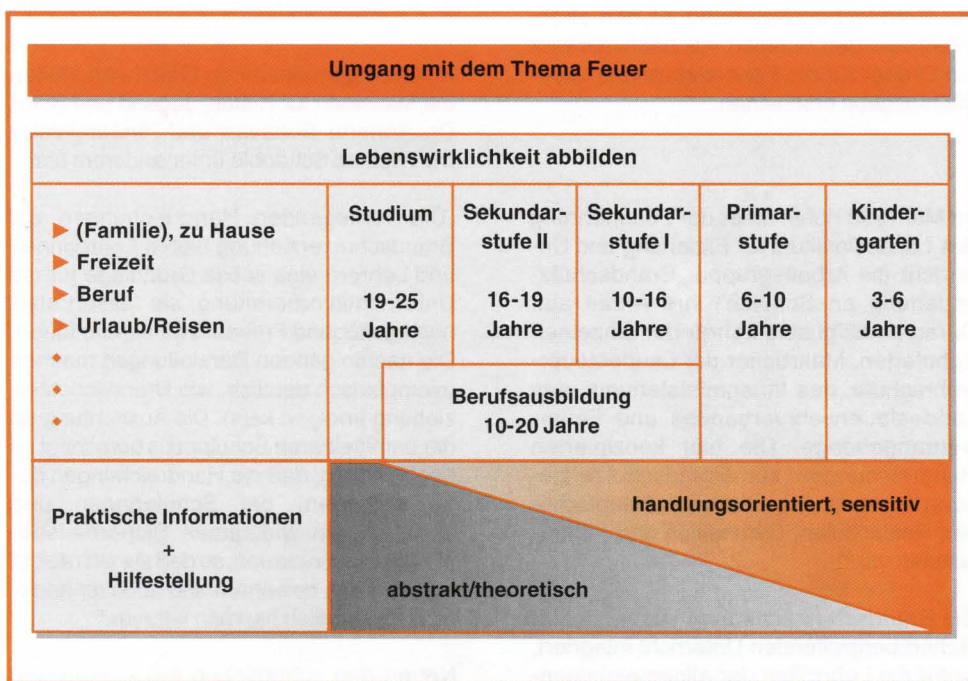 Umgang mit dem Thema Feuer
Lebenswirklichkeit abbilden
(Familie), zu Hause
Freizeit
Beruf
Urlaub/Reisen
Studium
19-25
Jahre
Sekundar-
stufe II
16-19
Jahre
Sekundar-
stufe I
10-16
Jahre
Primar-
stufe
6-10
Jahre
Kinder-
garten
3-6
Jahre
Berufsausbildung
10-20 Jahre
Praktische Informationen
+
Hilfestellung
handlungsorientiert, sensitiv
abstrakt/theoretisch